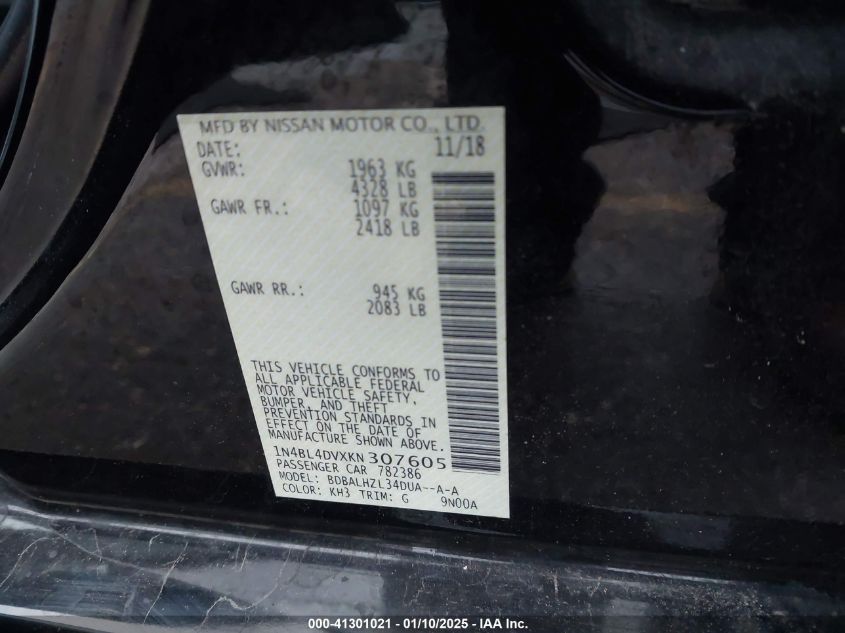 MFD BY NISSAN MOTOR CO., LTD.
DATE: 11/18
GVWR: 1963 KG
4328 LB
GAWR FR.: 1097 KG
2418 LB
GAWR RR.: 945 KG
2083 LB
THIS VEHICLE CONFORMS TO
ALL APPLICABLE FEDERAL
MOTOR VEHICLE SAFETY,
BUMPER, AND THEFT
PREVENTION STANDARDS IN
EFFECT ON THE DATE OF
MANUFACTURE SHOWN ABOVE.
1N4BL4DVXKN307605
PASSENGER CAR 782386
MODEL: BDBALHZL34DUA--A-A
COLOR: KH3 TRIM: G 9N00A
000-41301021 - 01/10/2025 - IAA Inc.